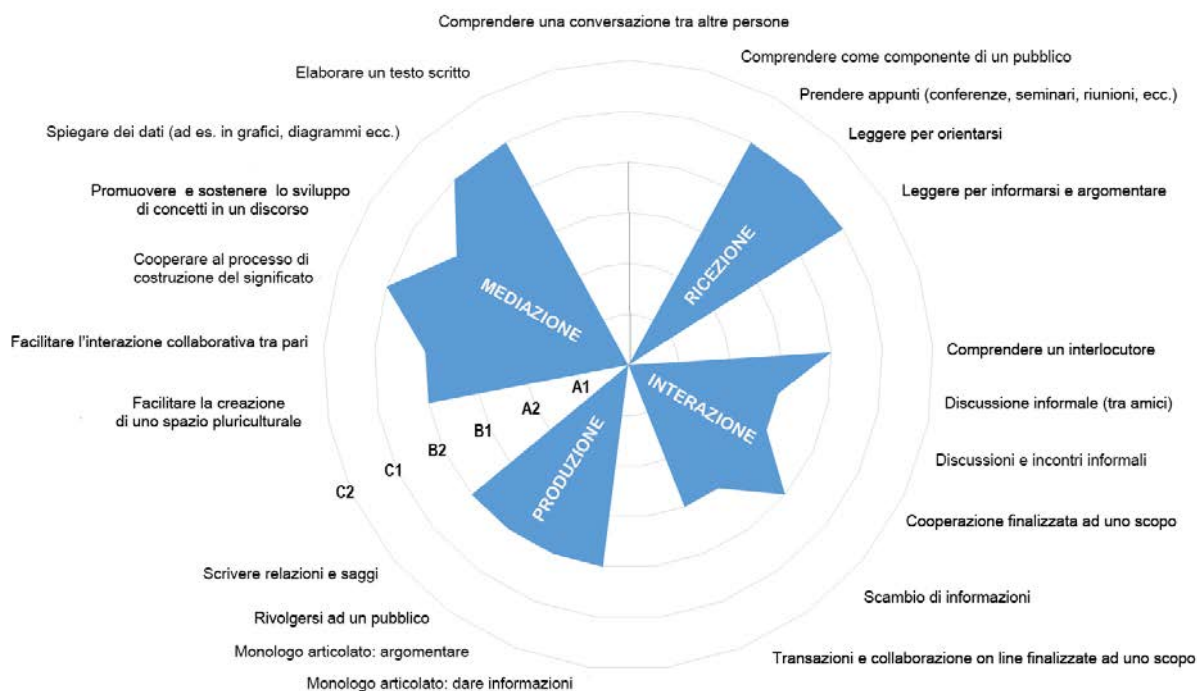 Comprendere una conversazione tra altre persone
Comprendere come componente di un pubblico
Elaborare un testo scritto
Prendere appunti (conferenze, seminari, riunioni, ecc.)
Spiegare dei dati (ad es. in grafici, diagrammi ecc.)
Leggere per orientarsi
Promuovere e sostenere lo sviluppo
di concetti in un discorso
Leggere per informarsi e argomentare
Cooperare al processo di
costruzione del significato
RICEZIONE
MEDIAZIONE
Facilitare l'interazione collaborativa tra pari
Comprendere un interlocutore
Facilitare la creazione
di uno spazio pluriculturale
A1
A2
B1
B2
C1
C2
INTERAZIONE
PRODUZIONE
Discussione informale (tra amici)
Discussioni e incontri informali
Cooperazione finalizzata ad uno scopo
Scrivere relazioni e saggi
Scambio di informazioni
Rivolgersi ad un pubblico
Monologo articolato: argomentare
Transazioni e collaborazione on line finalizzate ad uno scopo
Monologo articolato: dare informazioni